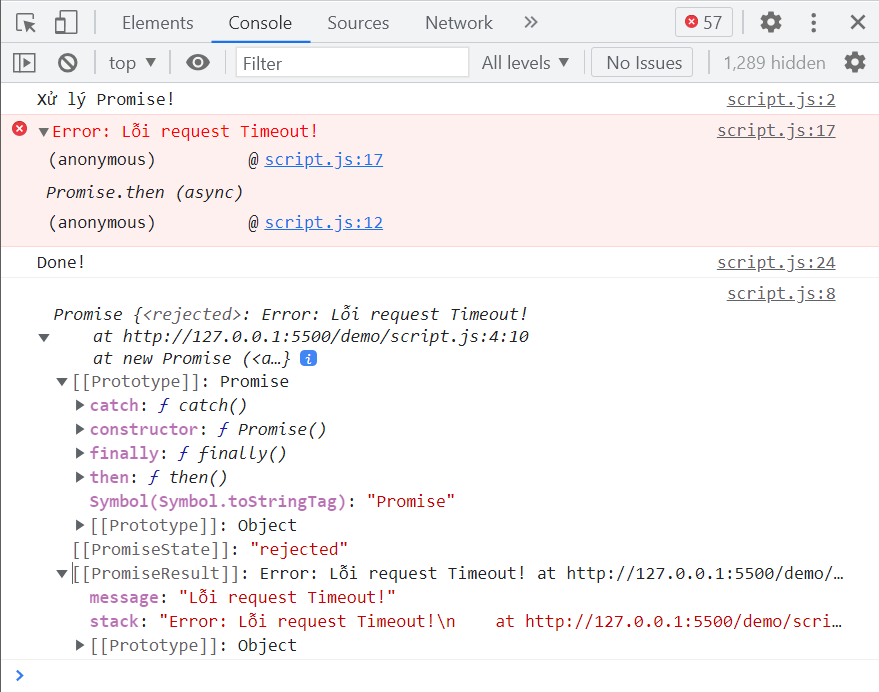 Elements Console Sources Network » 57
top ▼ Filter All levels ▼ No Issues 1,289 hidden
Xử lý Promise! script.js:2
▼Error: Lỗi request Timeout! script.js:17
(anonymous) @ script.js:17
Promise.then (async)
(anonymous) @ script.js:12
Done! script.js:24
script.js:8
Promise {<rejected>: Error: Lỗi request Timeout!
▼ at http://127.0.0.1:5500/demo/script.js:4:10
at new Promise (<a…} i
▼[[Prototype]]: Promise
▶catch: ƒ catch()
▶constructor: ƒ Promise()
▶finally: ƒ finally()
▶then: ƒ then()
Symbol(Symbol.toStringTag): "Promise"
▶[[Prototype]]: Object
[[PromiseState]]: "rejected"
▼[[PromiseResult]]: Error: Lỗi request Timeout! at http://127.0.0.1:5500/demo/…
message: "Lỗi request Timeout!"
stack: "Error: Lỗi request Timeout!\n    at http://127.0.0.1:5500/demo/scri…
▶[[Prototype]]: Object